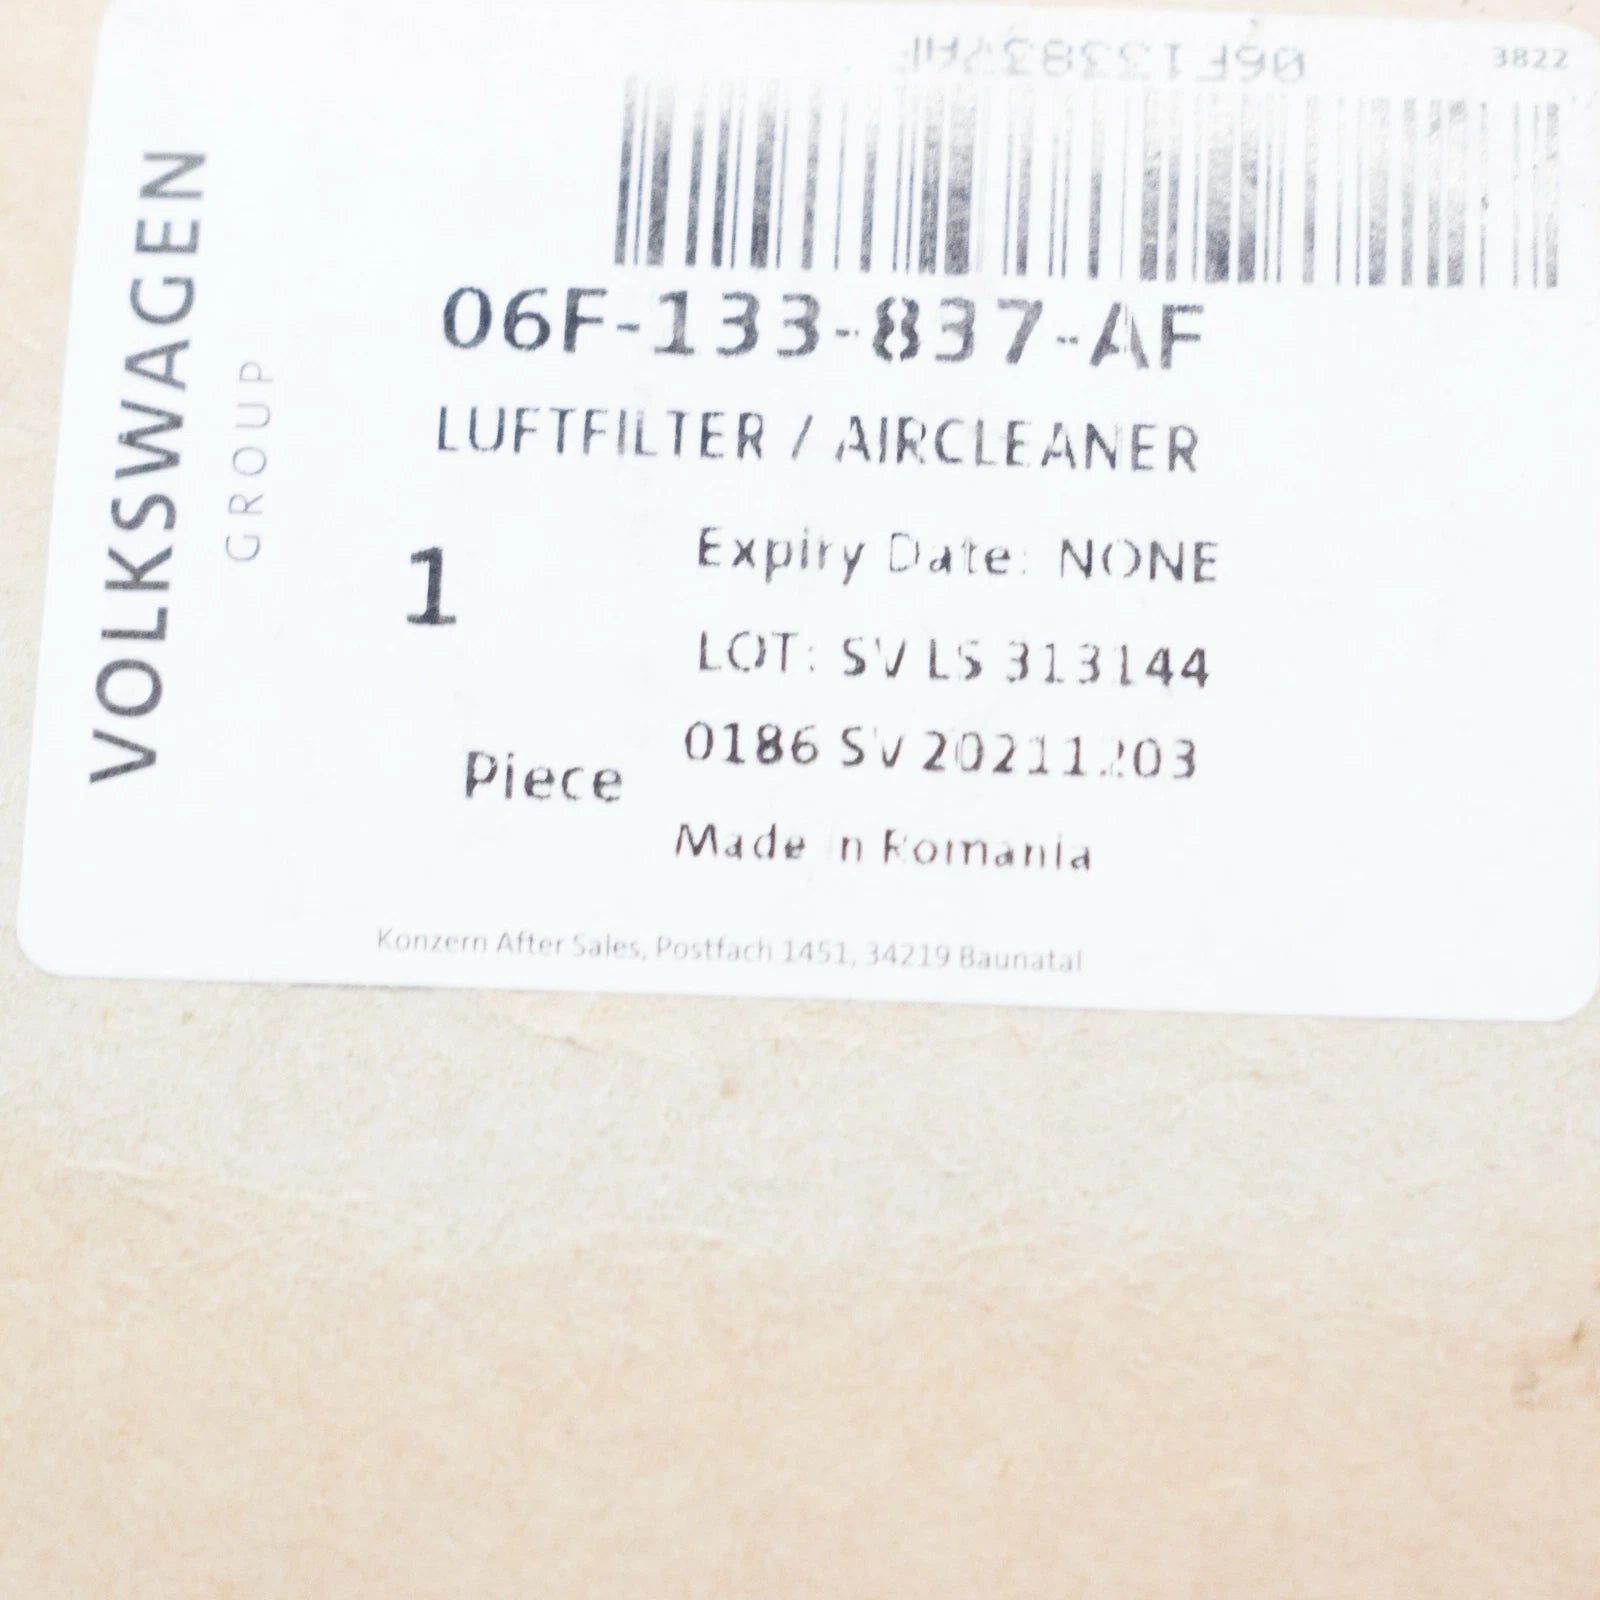 06F133837AF
3822
VOLKSWAGEN
GROUP
06F-133-837-AF
LUFTFILTER / AIRCLEANER
1
Piece
Expiry Date: NONE
LOT: SV LS 313144
0186 SV 20211203
Made in Romania
Konzern After Sales, Postfach 1451, 34219 Baunatal